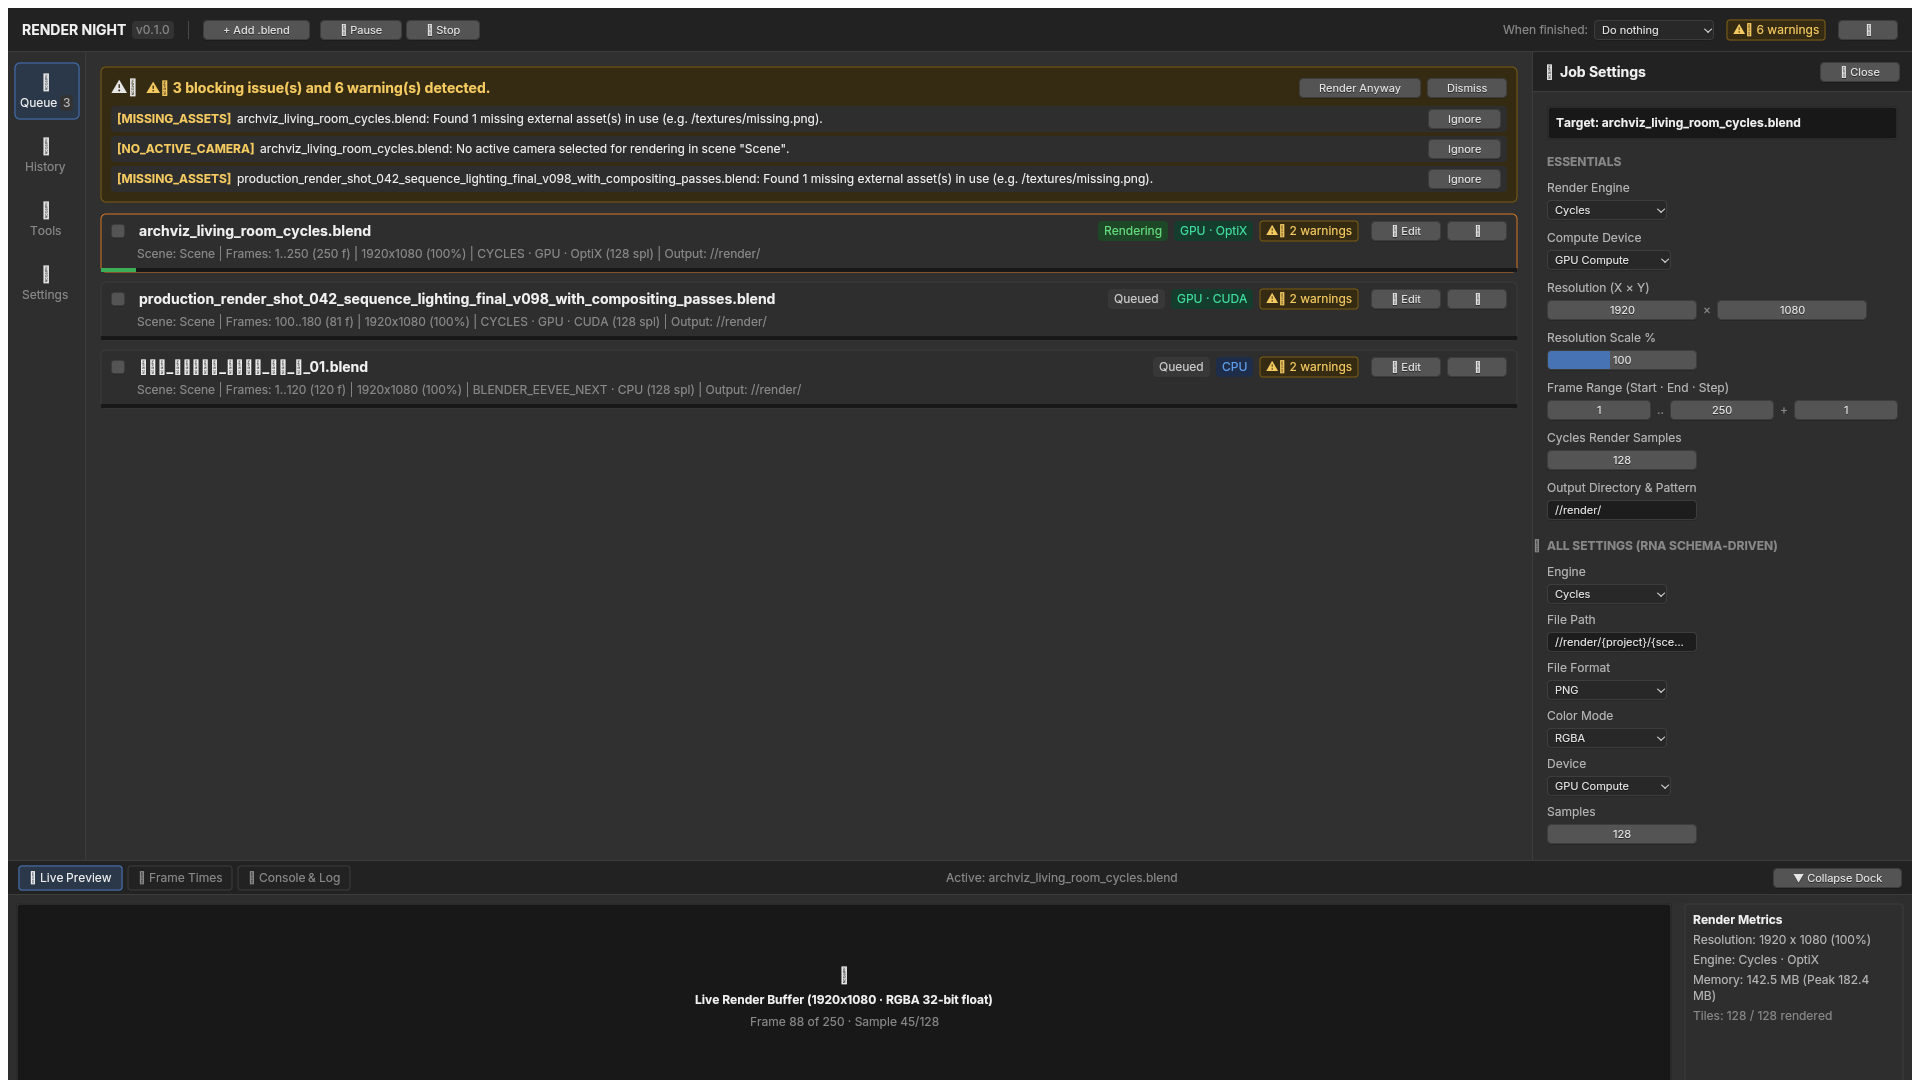 RENDER NIGHT v0.1.0 + Add .blend Pause Stop When finished: Do nothing 6 warnings
Queue 3
History
Tools
Settings
3 blocking issue(s) and 6 warning(s) detected. Render Anyway Dismiss
[MISSING_ASSETS] archviz_living_room_cycles.blend: Found 1 missing external asset(s) in use (e.g. /textures/missing.png). Ignore
[NO_ACTIVE_CAMERA] archviz_living_room_cycles.blend: No active camera selected for rendering in scene "Scene". Ignore
[MISSING_ASSETS] production_render_shot_042_sequence_lighting_final_v098_with_compositing_passes.blend: Found 1 missing external asset(s) in use (e.g. /textures/missing.png). Ignore
archviz_living_room_cycles.blend Rendering GPU · OptiX 2 warnings Edit
Scene: Scene | Frames: 1..250 (250 f) | 1920x1080 (100%) | CYCLES · GPU · OptiX (128 spl) | Output: //render/
production_render_shot_042_sequence_lighting_final_v098_with_compositing_passes.blend Queued GPU · CUDA 2 warnings Edit
Scene: Scene | Frames: 100..180 (81 f) | 1920x1080 (100%) | CYCLES · GPU · CUDA (128 spl) | Output: //render/
_01.blend Queued CPU 2 warnings Edit
Scene: Scene | Frames: 1..120 (120 f) | 1920x1080 (100%) | BLENDER_EEVEE_NEXT · CPU (128 spl) | Output: //render/
Job Settings Close
Target: archviz_living_room_cycles.blend
ESSENTIALS
Render Engine
Cycles
Compute Device
GPU Compute
Resolution (X × Y)
1920 × 1080
Resolution Scale %
100
Frame Range (Start · End · Step)
1 .. 250 + 1
Cycles Render Samples
128
Output Directory & Pattern
//render/
ALL SETTINGS (RNA SCHEMA-DRIVEN)
Engine
Cycles
File Path
//render/{project}/{sce...
File Format
PNG
Color Mode
RGBA
Device
GPU Compute
Samples
128
Live Preview Frame Times Console & Log Active: archviz_living_room_cycles.blend ▼ Collapse Dock
Live Render Buffer (1920x1080 · RGBA 32-bit float)
Frame 88 of 250 · Sample 45/128
Render Metrics
Resolution: 1920 x 1080 (100%)
Engine: Cycles · OptiX
Memory: 142.5 MB (Peak 182.4
MB)
Tiles: 128 / 128 rendered